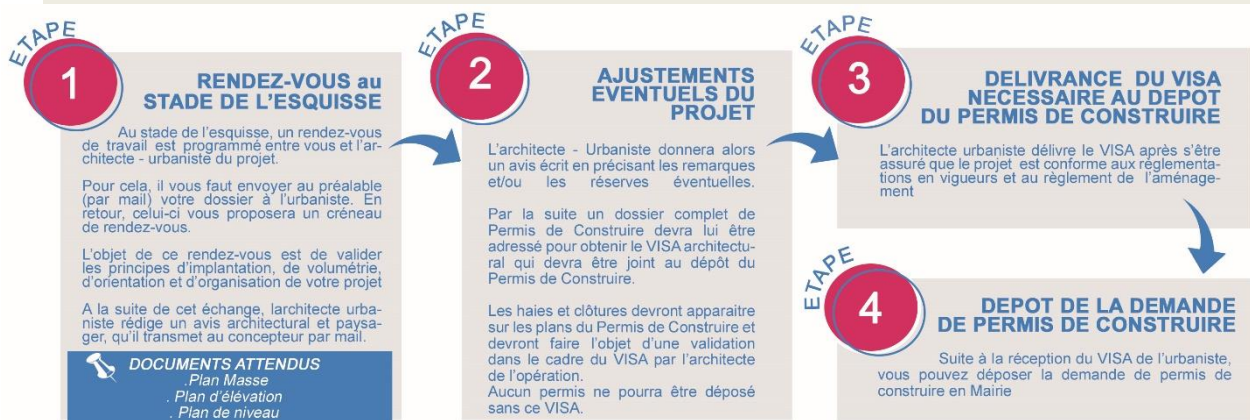 ETAPE
1
RENDEZ-VOUS au
STADE DE L'ESQUISSE
Au stade de l'esquisse, un rendez-vous
de travail est programmé entre vous et l'ar-
chitecte - urbaniste du projet.
Pour cela, il vous faut envoyer au préalable
(par mail) votre dossier à l'urbaniste. En
retour, celui-ci vous proposera un créneau
de rendez-vous.
L'objet de ce rendez-vous est de valider
les principes d'implantation, de volumétrie,
d'orientation et d'organisation de votre projet
A la suite de cet échange, larchitecte urba-
niste rédige un avis architectural et paysa-
ger, qu'il transmet au concepteur par mail.
DOCUMENTS ATTENDUS
.Plan Masse
. Plan d'élévation
. Plan de niveau
ETAPE
2
AJUSTEMENTS
EVENTUELS DU
PROJET
L'architecte - Urbaniste donnera alors
un avis écrit en précisant les remarques
et/ou les réserves éventuelles.
Par la suite un dossier complet de
Permis de Construire devra lui être
adressé pour obtenir le VISA architectu-
ral qui devra être joint au dépôt du
Permis de Construire.
Les haies et clôtures devront apparaitre
sur les plans du Permis de Construire et
devront faire l'objet d'une validation
dans le cadre du VISA par l'architecte
de l'opération.
Aucun permis ne pourra être déposé
sans ce VISA.
ETAPE
3
DELIVRANCE DU VISA
NECESSAIRE AU DEPOT
DU PERMIS DE CONSTRUIRE
L'architecte urbaniste délivre le VISA après s'être
assuré que le projet est conforme aux réglementa-
tions en vigueurs et au règlement de l'aménage-
ment
ETAPE
4
DEPOT DE LA DEMANDE
DE PERMIS DE CONSTRUIRE
Suite à la réception du VISA de l'urbaniste,
vous pouvez déposer la demande de permis de
construire en Mairie